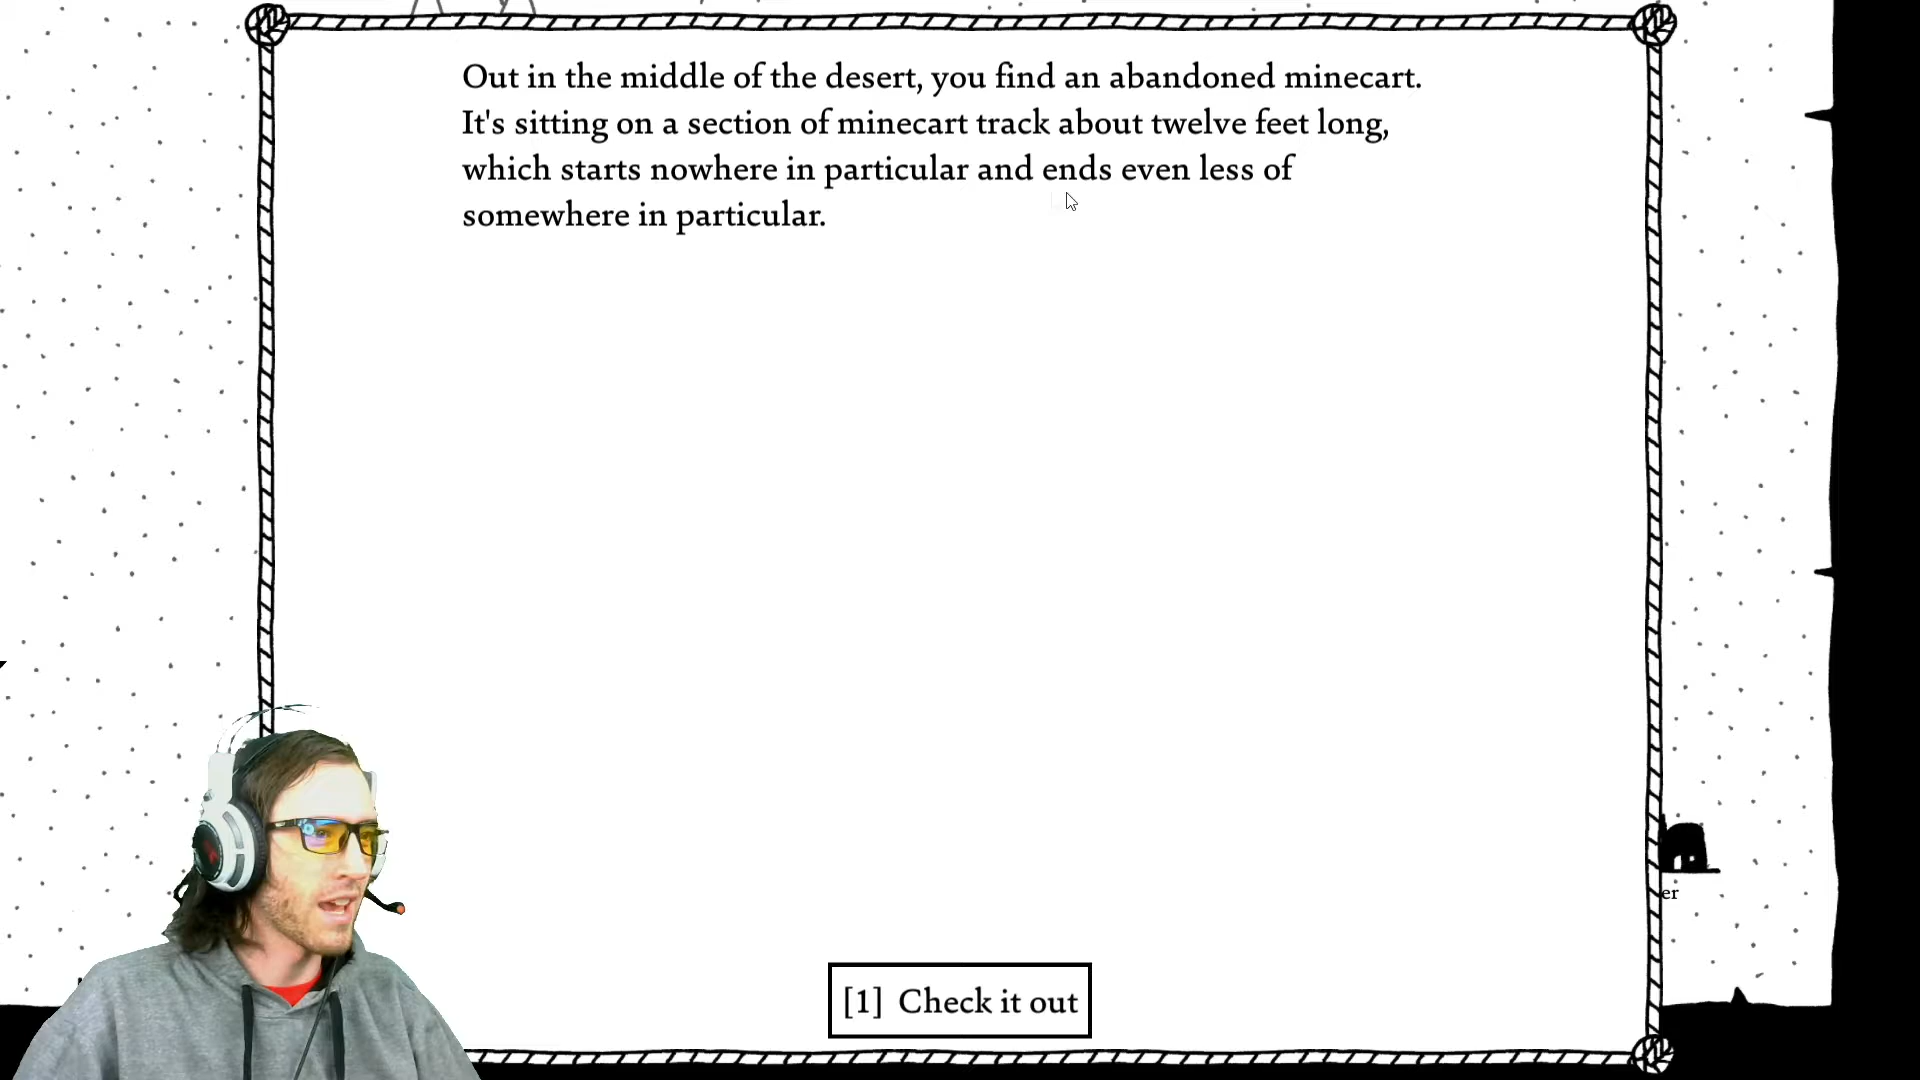 Out in the middle of the desert, you find an abandoned minecart.
It's sitting on a section of minecart track about twelve feet long,
which starts nowhere in particular and ends even less of
somewhere in particular.
er
[1] Check it out